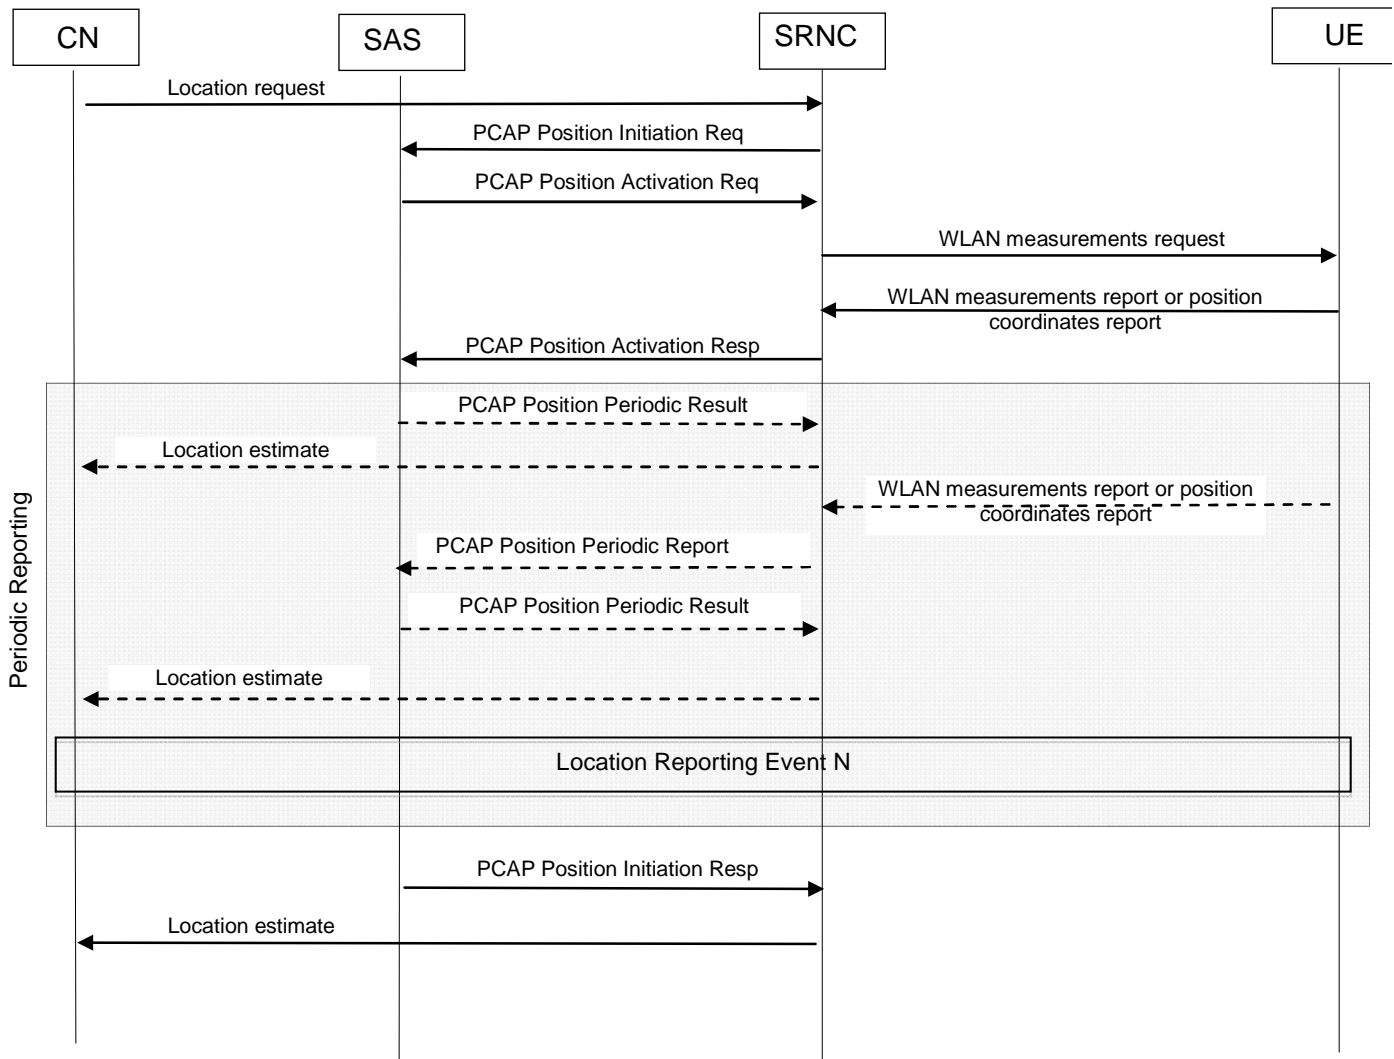 CN
SAS
SRNC
UE
Location request
PCAP Position Initiation Req
PCAP Position Activation Req
WLAN measurements request
WLAN measurements report or position
coordinates report
PCAP Position Activation Resp
Periodic Reporting
PCAP Position Periodic Result
Location estimate
WLAN measurements report or position
coordinates report
PCAP Position Periodic Report
PCAP Position Periodic Result
Location estimate
Location Reporting Event N
PCAP Position Initiation Resp
Location estimate